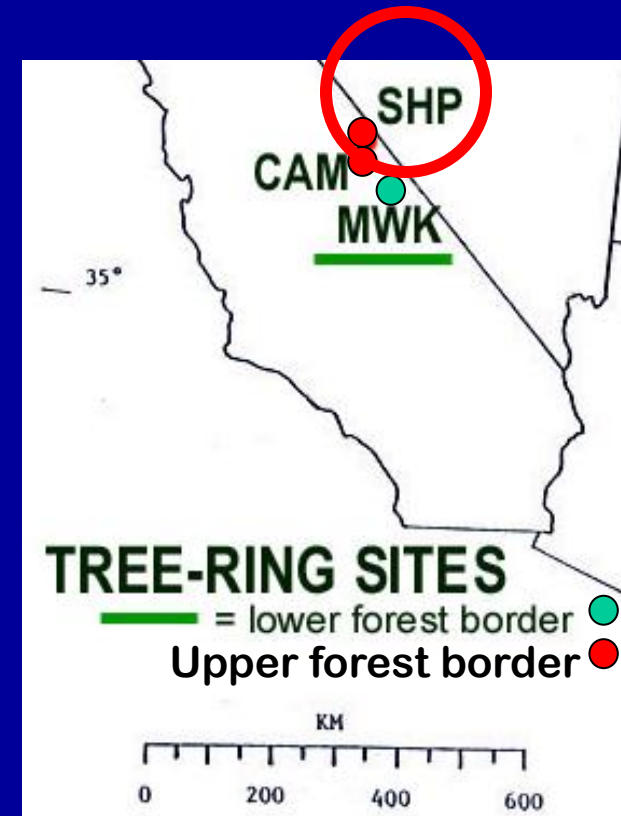 SHP
CAM
MWK
35°
TREE-RING SITES
= lower forest border
Upper forest border
KM
0 200 400 600